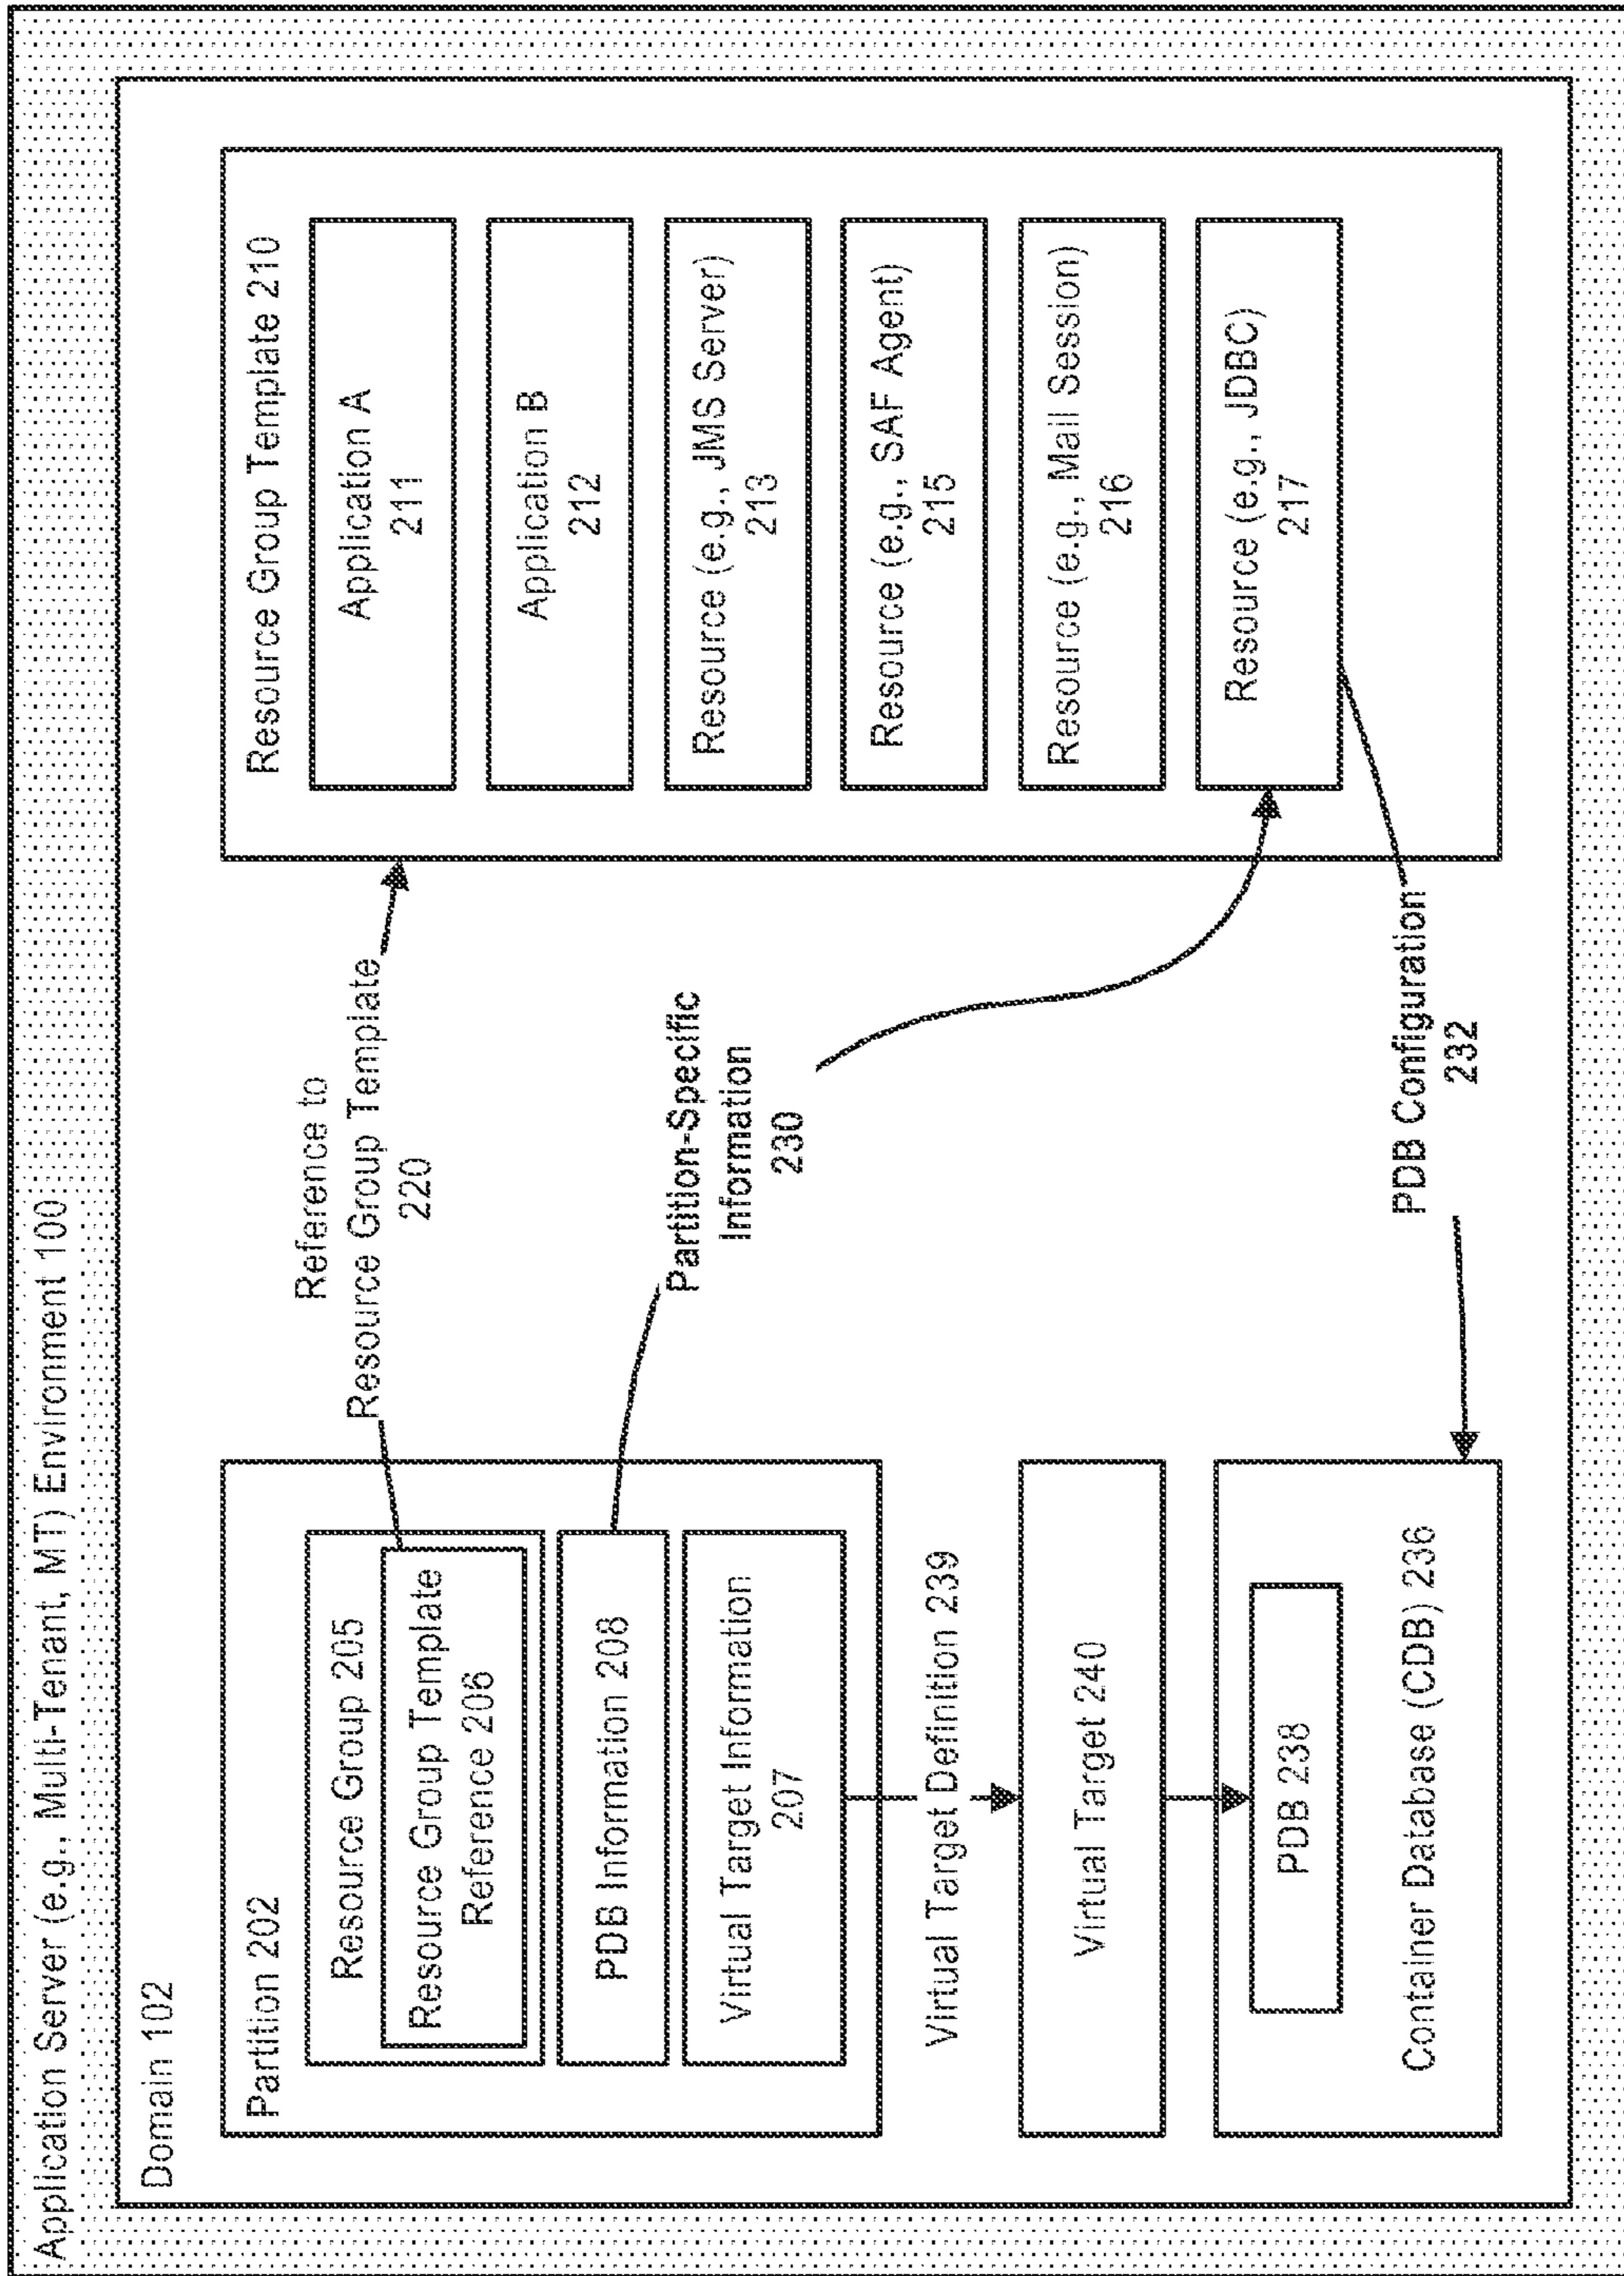 Application Server (e.g., Multi-Tenant, MT) Environment 100
Domain 102
Partition 202
Resource Group 205
Resource Group Template
Reference 206
PDB Information 208
Virtual Target Information
207
Virtual Target Definition 239
Virtual Target 240
PDB 238
Container Database (CDB) 236
Reference to
Resource Group Template
220
Partition-Specific
Information
230
PDB Configuration
232
Resource Group Template 210
Application A
211
Application B
212
Resource (e.g., JMS Server)
213
Resource (e.g., SAF Agent)
215
Resource (e.g., Mail Session)
216
Resource (e.g., JDBC)
217